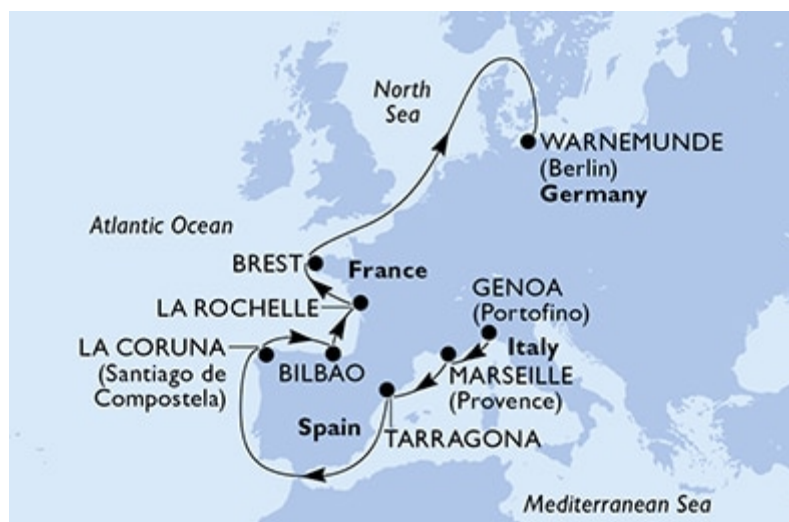 North
Sea
WARNEMUNDE
(Berlin)
Germany
Atlantic Ocean
BREST
France
LA ROCHELLE
GENOA
(Portofino)
LA CORUNA
(Santiago de
Compostela)
BILBAO
Italy
MARSEILLE
(Provence)
Spain
TARRAGONA
Mediterranean Sea